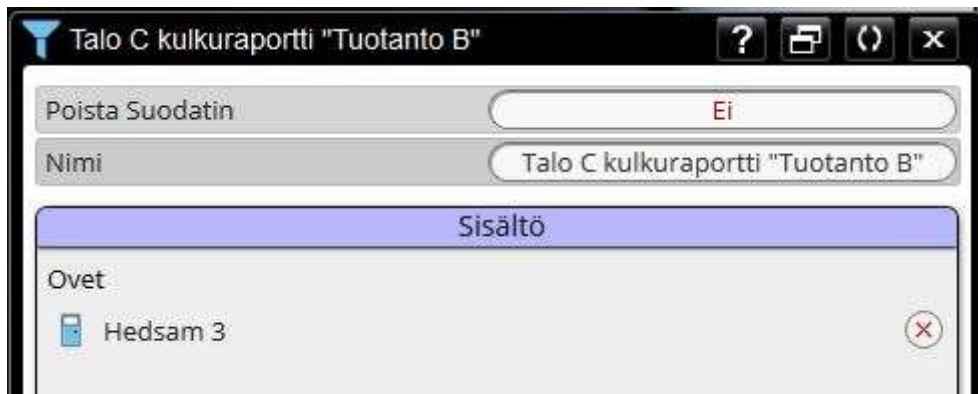 Talo C kulkuraportti "Tuotanto B"
?
Poista Suodatin Ei
Nimi Talo C kulkuraportti "Tuotanto B"
Sisältö
Ovet
Hedsam 3